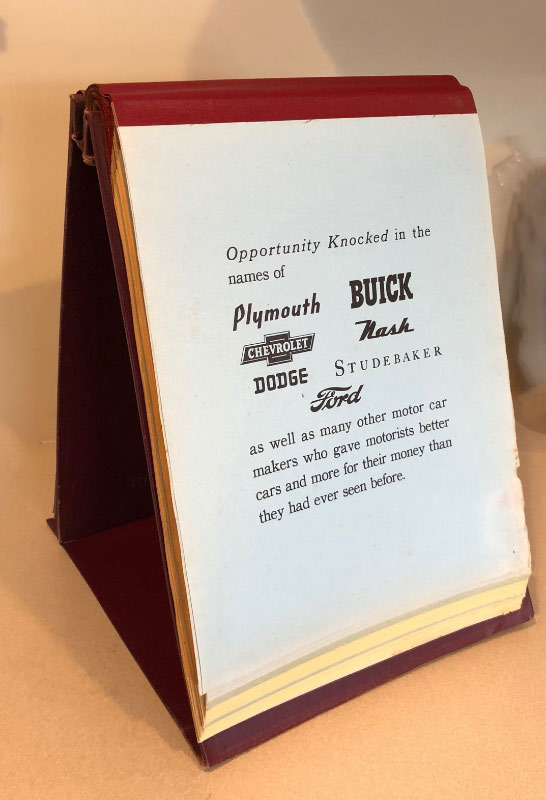 Opportunity Knocked in the
names of
Plymouth BUICK
CHEVROLET Nash
DODGE STUDEBAKER
Ford
as well as many other motor car
makers who gave motorists better
cars and more for their money than
they had ever seen before.